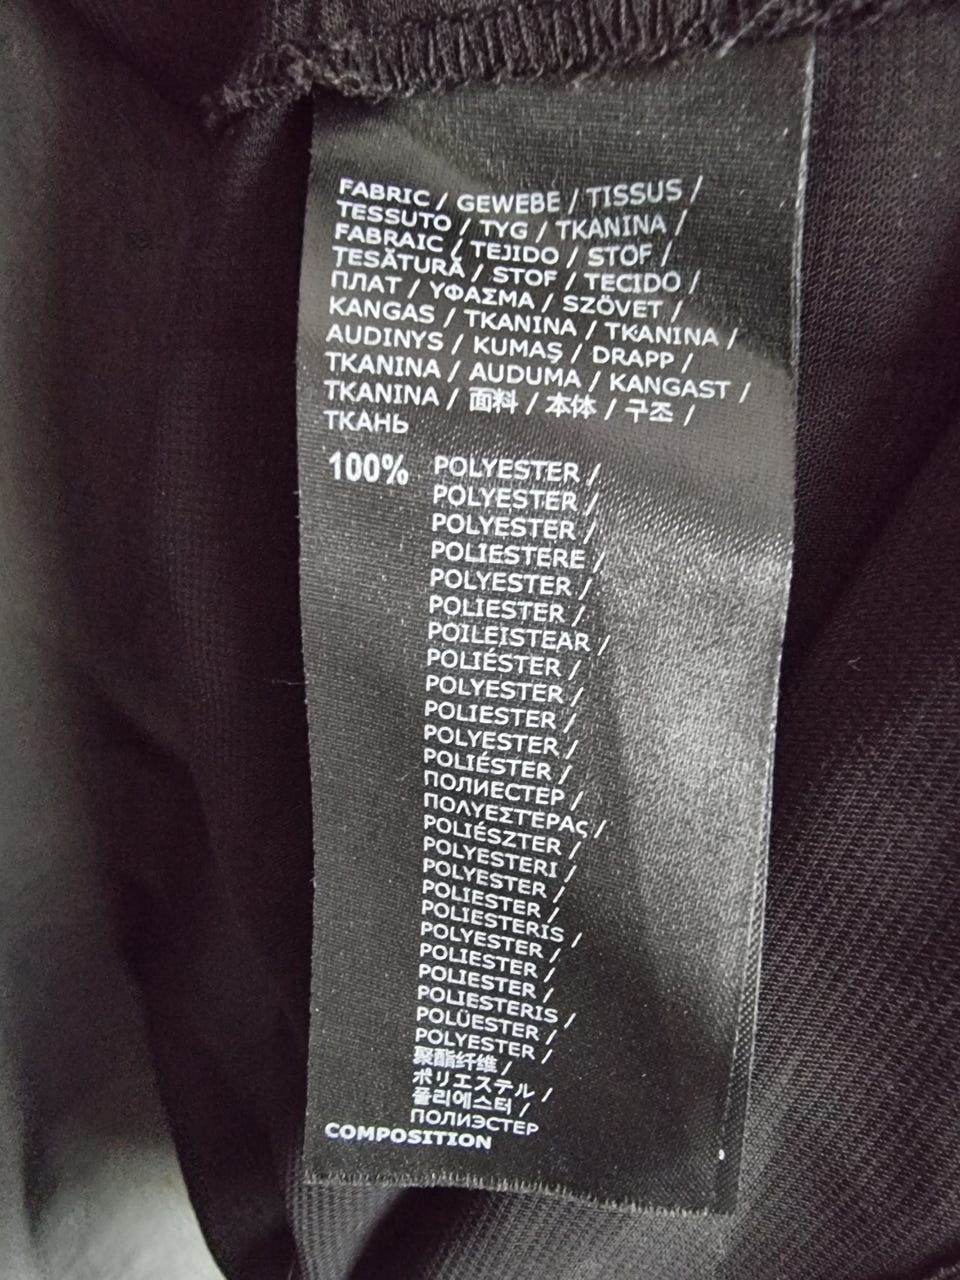 FABRIC / GEWEBE / TISSUS /
TESSUTO / TYG / TKANINA /
FABRAIC / TEJIDO / STOF /
ȚESĂTURĂ / STOF / TECIDO /
ПЛАТ / ΥΦΑΣΜΑ / SZÖVET /
KANGAS / TKANINA / TKANINA /
AUDINYS / KUMAŞ / DRAPP /
TKANINA / AUDUMA / KANGAST /
TKANINA / 面料 / 本体 / 구조 /
ТКАНЬ
100% POLYESTER /
POLYESTER /
POLYESTER /
POLIESTERE /
POLYESTER /
POLIESTER /
POILEISTEAR /
POLIÉSTER /
POLYESTER /
POLIESTER /
POLYESTER /
POLIÉSTER /
ПОЛИЕСТЕР /
ΠΟΛΥΕΣΤΕΡΑς /
POLIÉSZTER /
POLYESTERI /
POLYESTER /
POLIESTER /
POLIESTERIS /
POLYESTER /
POLIESTER /
POLIESTER /
POLIESTERIS /
POLÜESTER /
POLYESTER /
聚酯纤维 /
ポリエステル /
폴리에스터 /
ПОЛИЭСТЕР
COMPOSITION